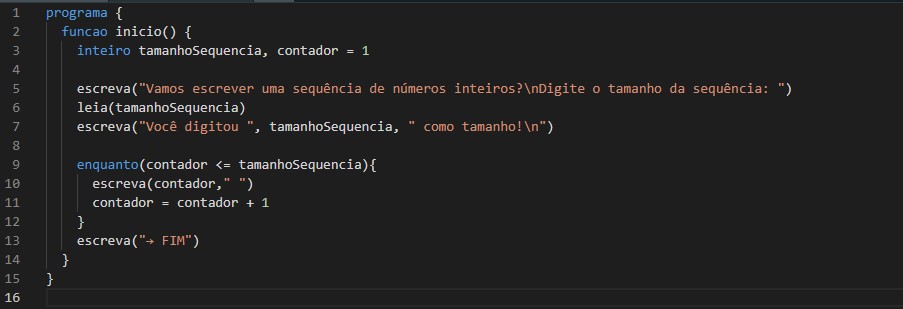 1 programa {
2 funcao inicio() {
3 inteiro tamanhoSequencia, contador = 1
4
5 escreva("Vamos escrever uma sequência de números inteiros?\nDigite o tamanho da sequência: ")
6 leia(tamanhoSequencia)
7 escreva("Você digitou ", tamanhoSequencia, " como tamanho!\n")
8
9 enquanto(contador <= tamanhoSequencia){
10 escreva(contador," ")
11 contador = contador + 1
12 }
13 escreva("→ FIM")
14 }
15 }
16